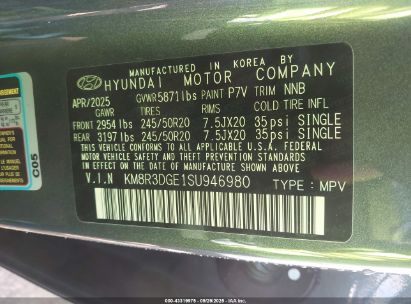 MANUFACTURED IN KOREA BY
HYUNDAI MOTOR COMPANY
APR/2025 GVWR5871lbs PAINT P7V TRIM NNB
GAWR TIRES RIMS COLD TIRE INFL
FRONT 2954lbs 245/50R20 7.5JX20 35psi SINGLE
REAR 3197lbs 245/50R20 7.5JX20 35psi SINGLE
THIS VEHICLE CONFORMS TO ALL APPLICABLE U.S.A. FEDERAL
MOTOR VEHICLE SAFETY, BUMPER, AND THEFT PREVENTION
STANDARDS IN EFFECT ON THE DATE OF MANUFACTURE SHOWN ABOVE.
V.I.N KM8R3DGE1SU946980 TYPE : MPV
C05